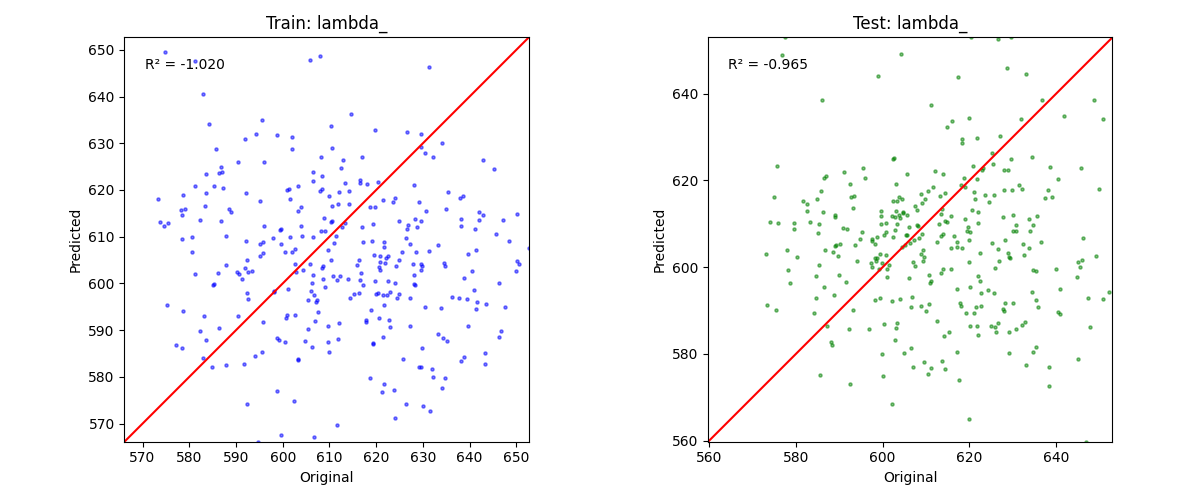 Train: lambda_
R² = -1.020
650
640
630
620
610
600
590
580
570
Predicted
570 580 590 600 610 620 630 640 650
Original
Test: lambda_
R² = -0.965
640
620
600
580
560
Predicted
560 580 600 620 640
Original